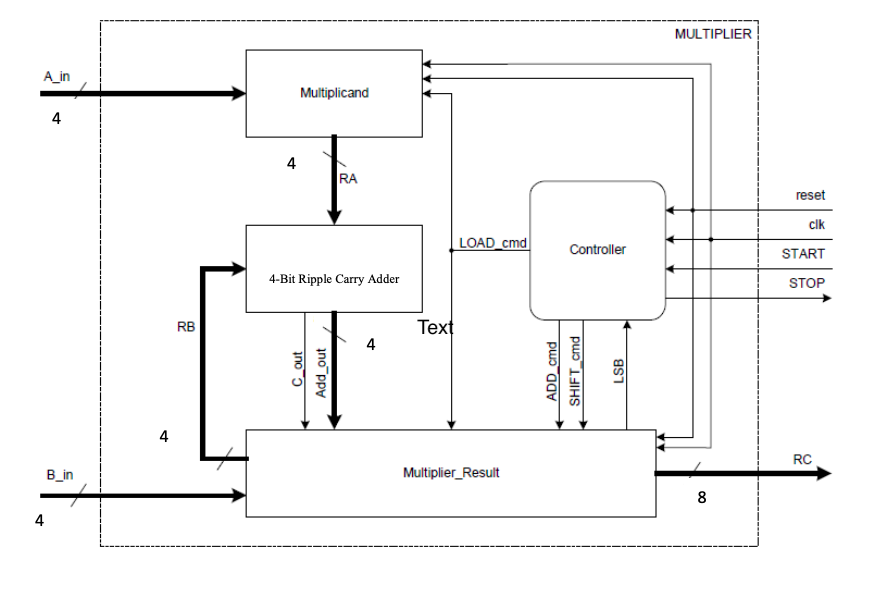 MULTIPLIER
A_in
4
Multiplicand
4
RA
reset
clk
LOAD_cmd
Controller
START
4-Bit Ripple Carry Adder
STOP
RB
Text
4
C_out
Add_out
ADD_cmd
SHIFT_cmd
LSB
4
B_in
Multiplier_Result
RC
8
4